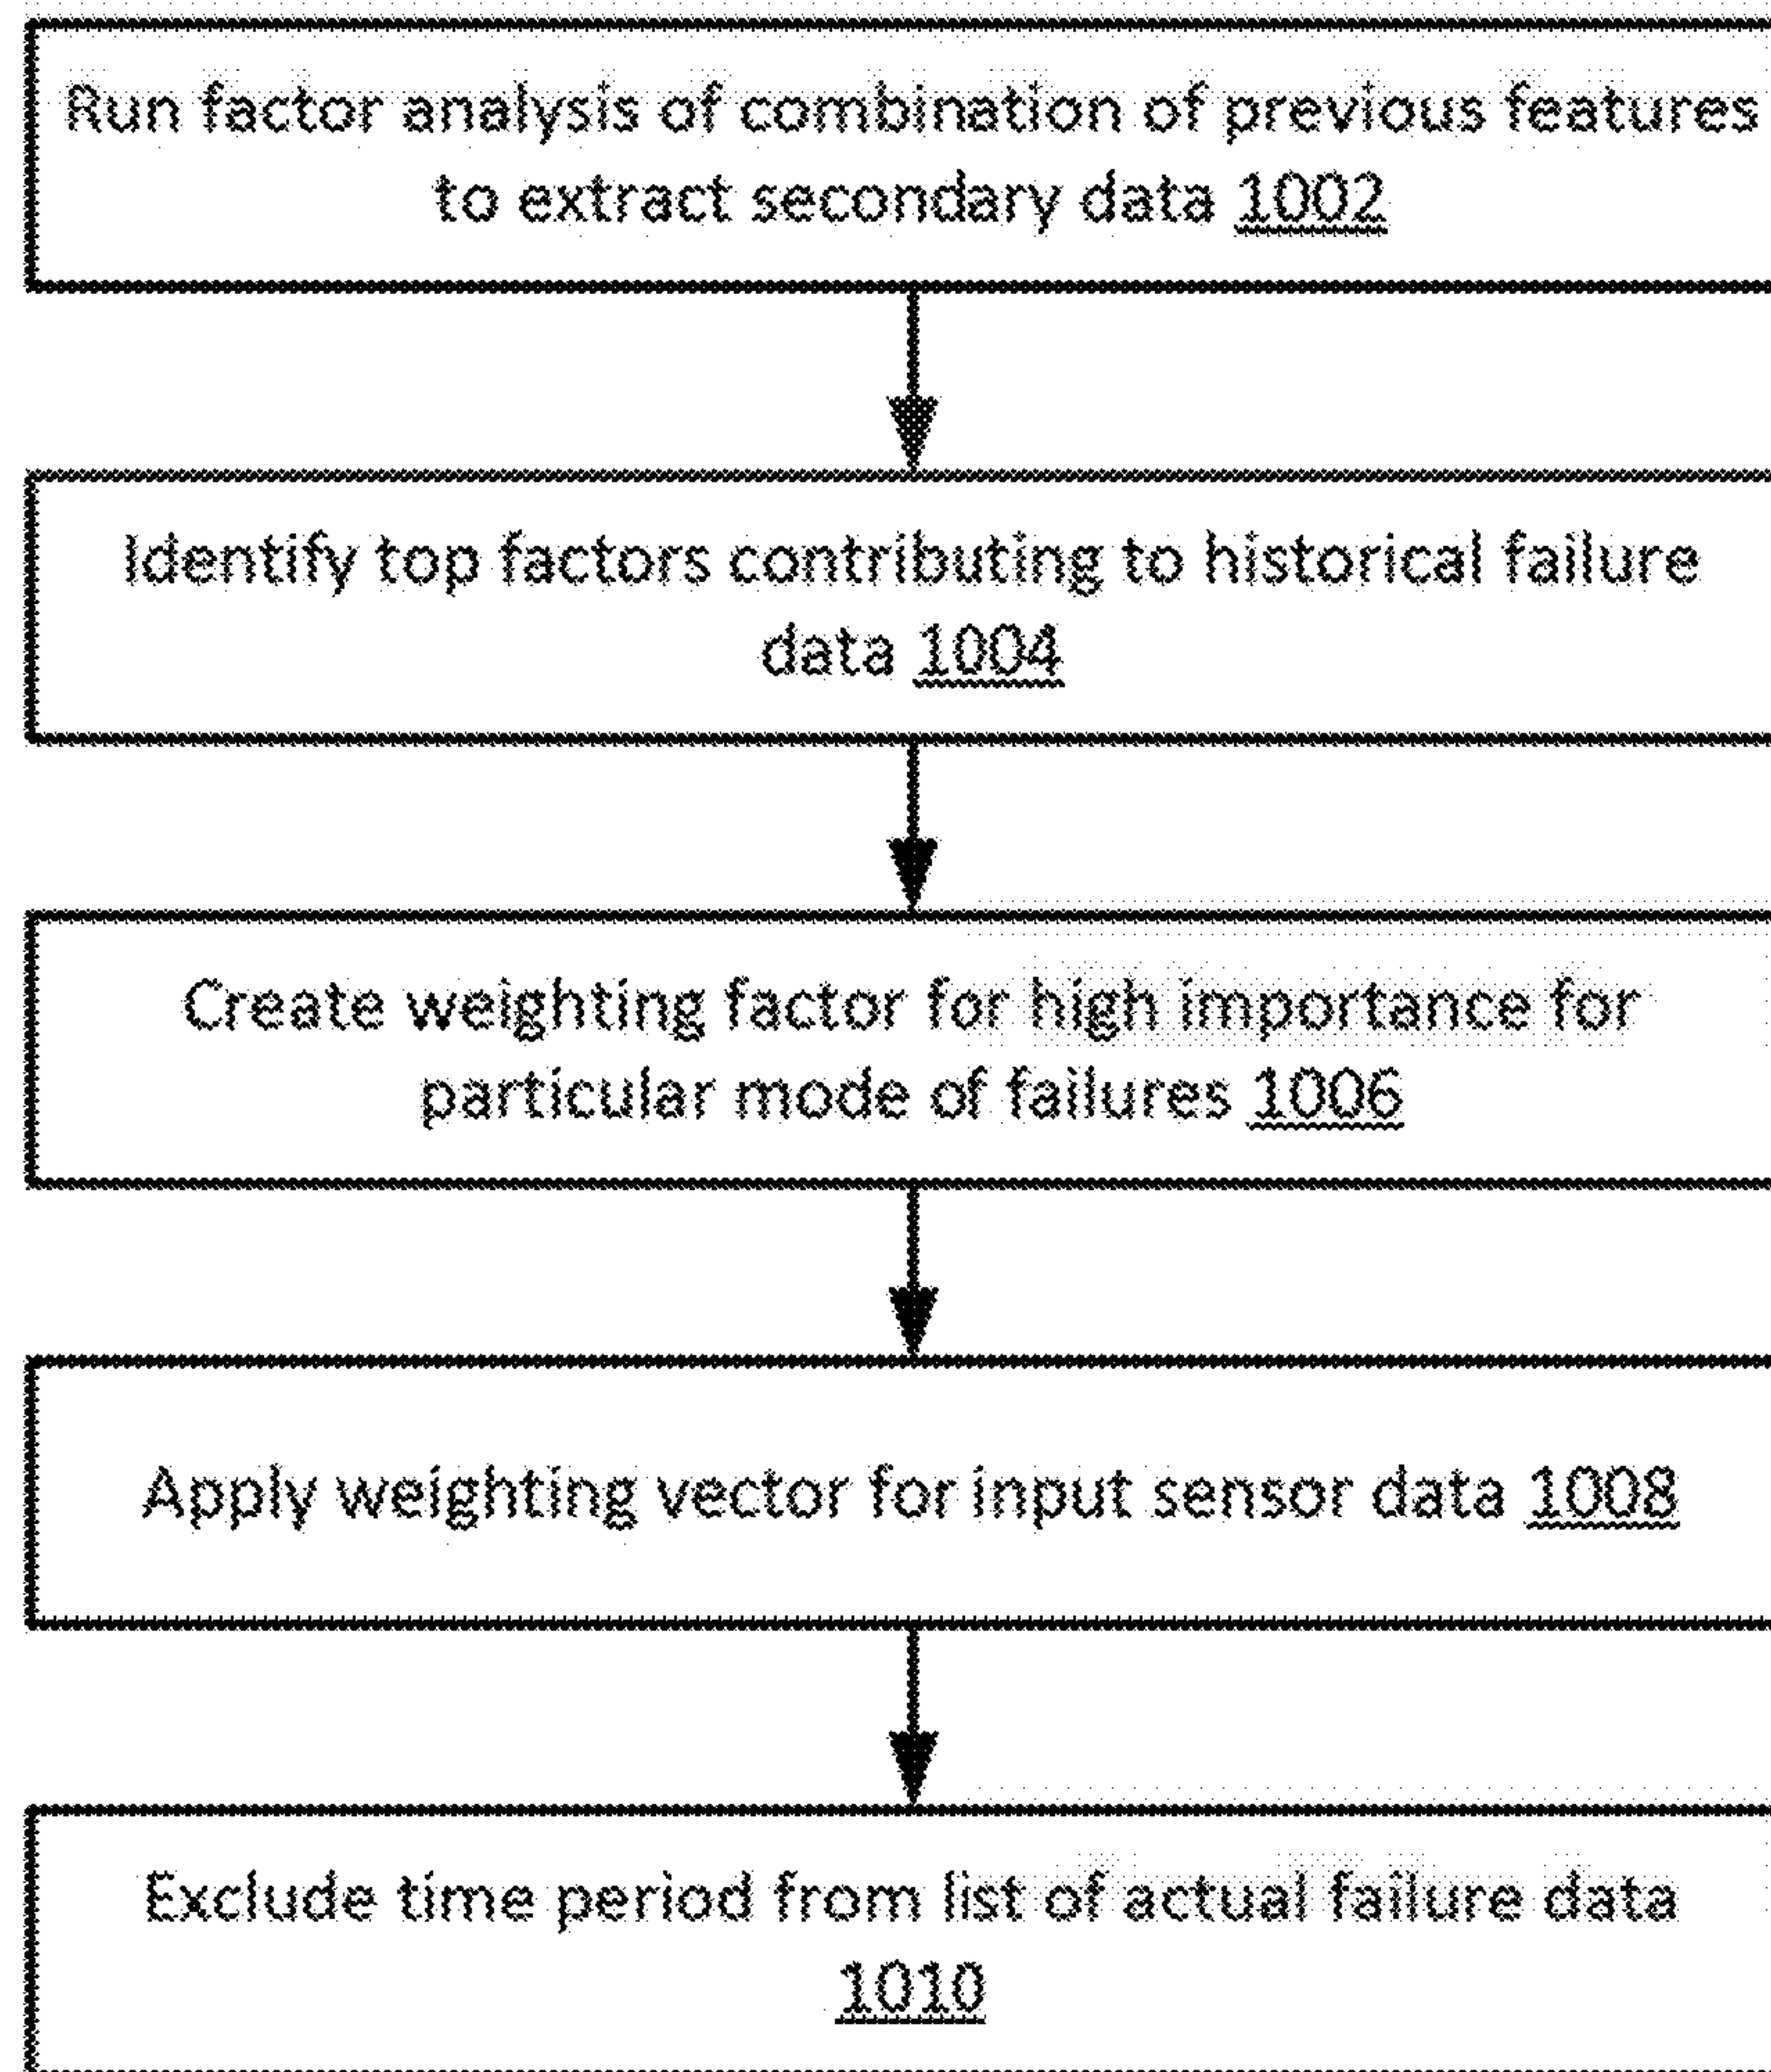 Run factor analysis of combination of previous features
to extract secondary data 1002
Identify top factors contributing to historical failure
data 1004
Create weighting factor for high importance for
particular mode of failures 1006
Apply weighting vector for input sensor data 1008
Exclude time period from list of actual failure data
1010